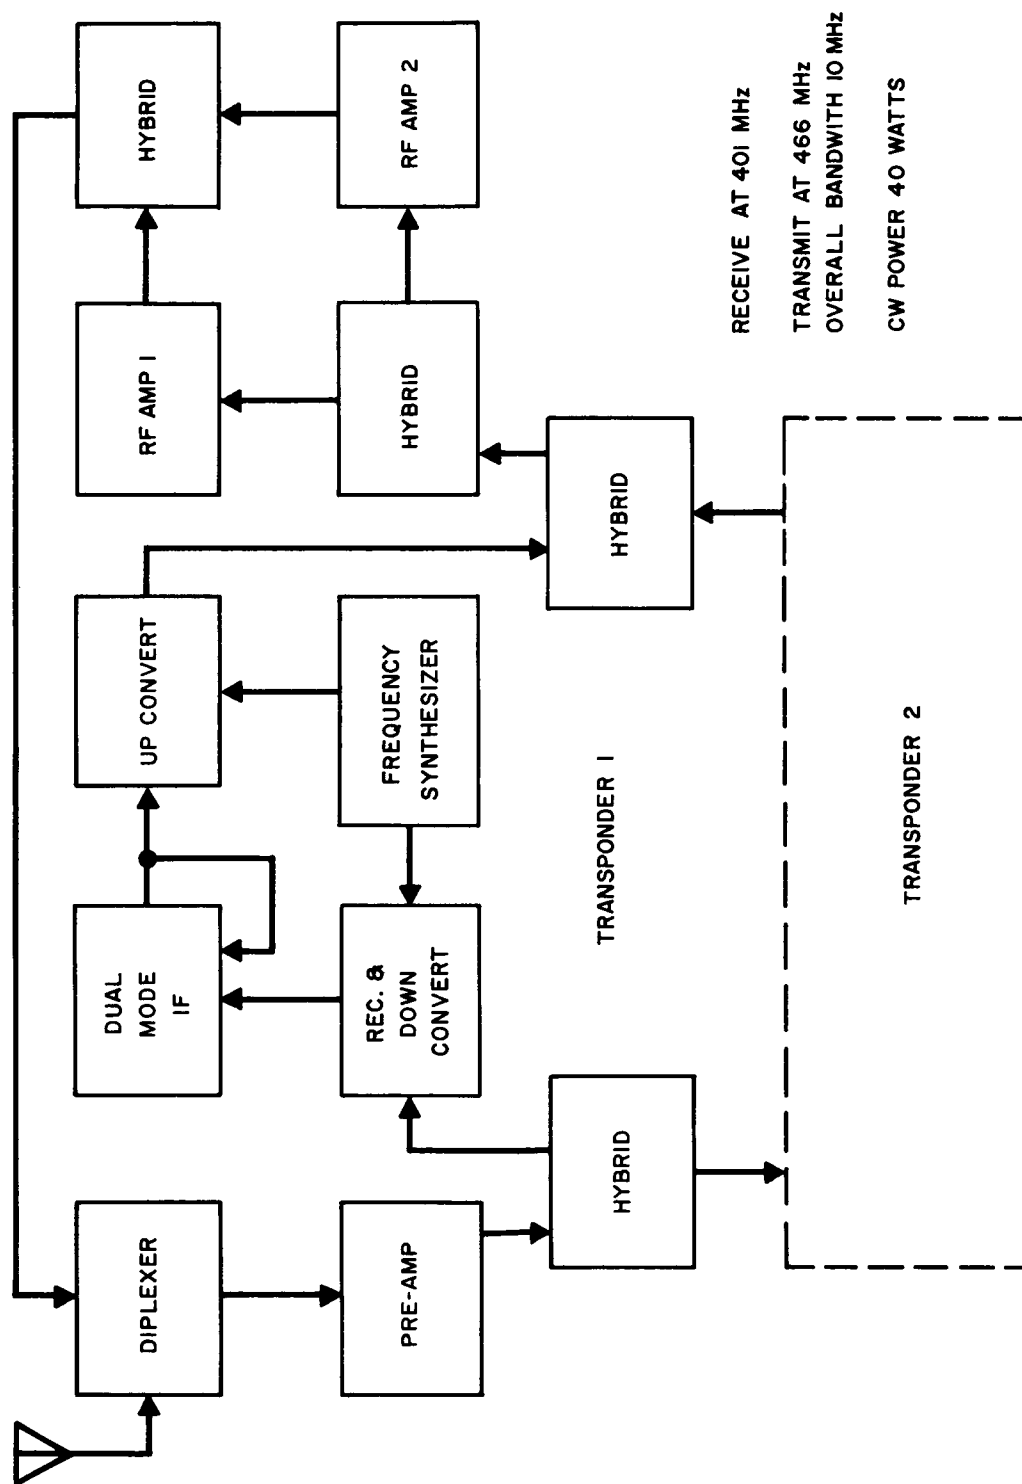 DIPLEXER
DUAL
MODE
IF
UP CONVERT
RF AMP 1
HYBRID
PRE-AMP
REC. &
DOWN
CONVERT
FREQUENCY
SYNTHESIZER
HYBRID
RF AMP 2
HYBRID
TRANSPONDER 1
HYBRID
TRANSPONDER 2
RECEIVE AT 401 MHz
TRANSMIT AT 466 MHz
OVERALL BANDWITH 10 MHz
CW POWER 40 WATTS